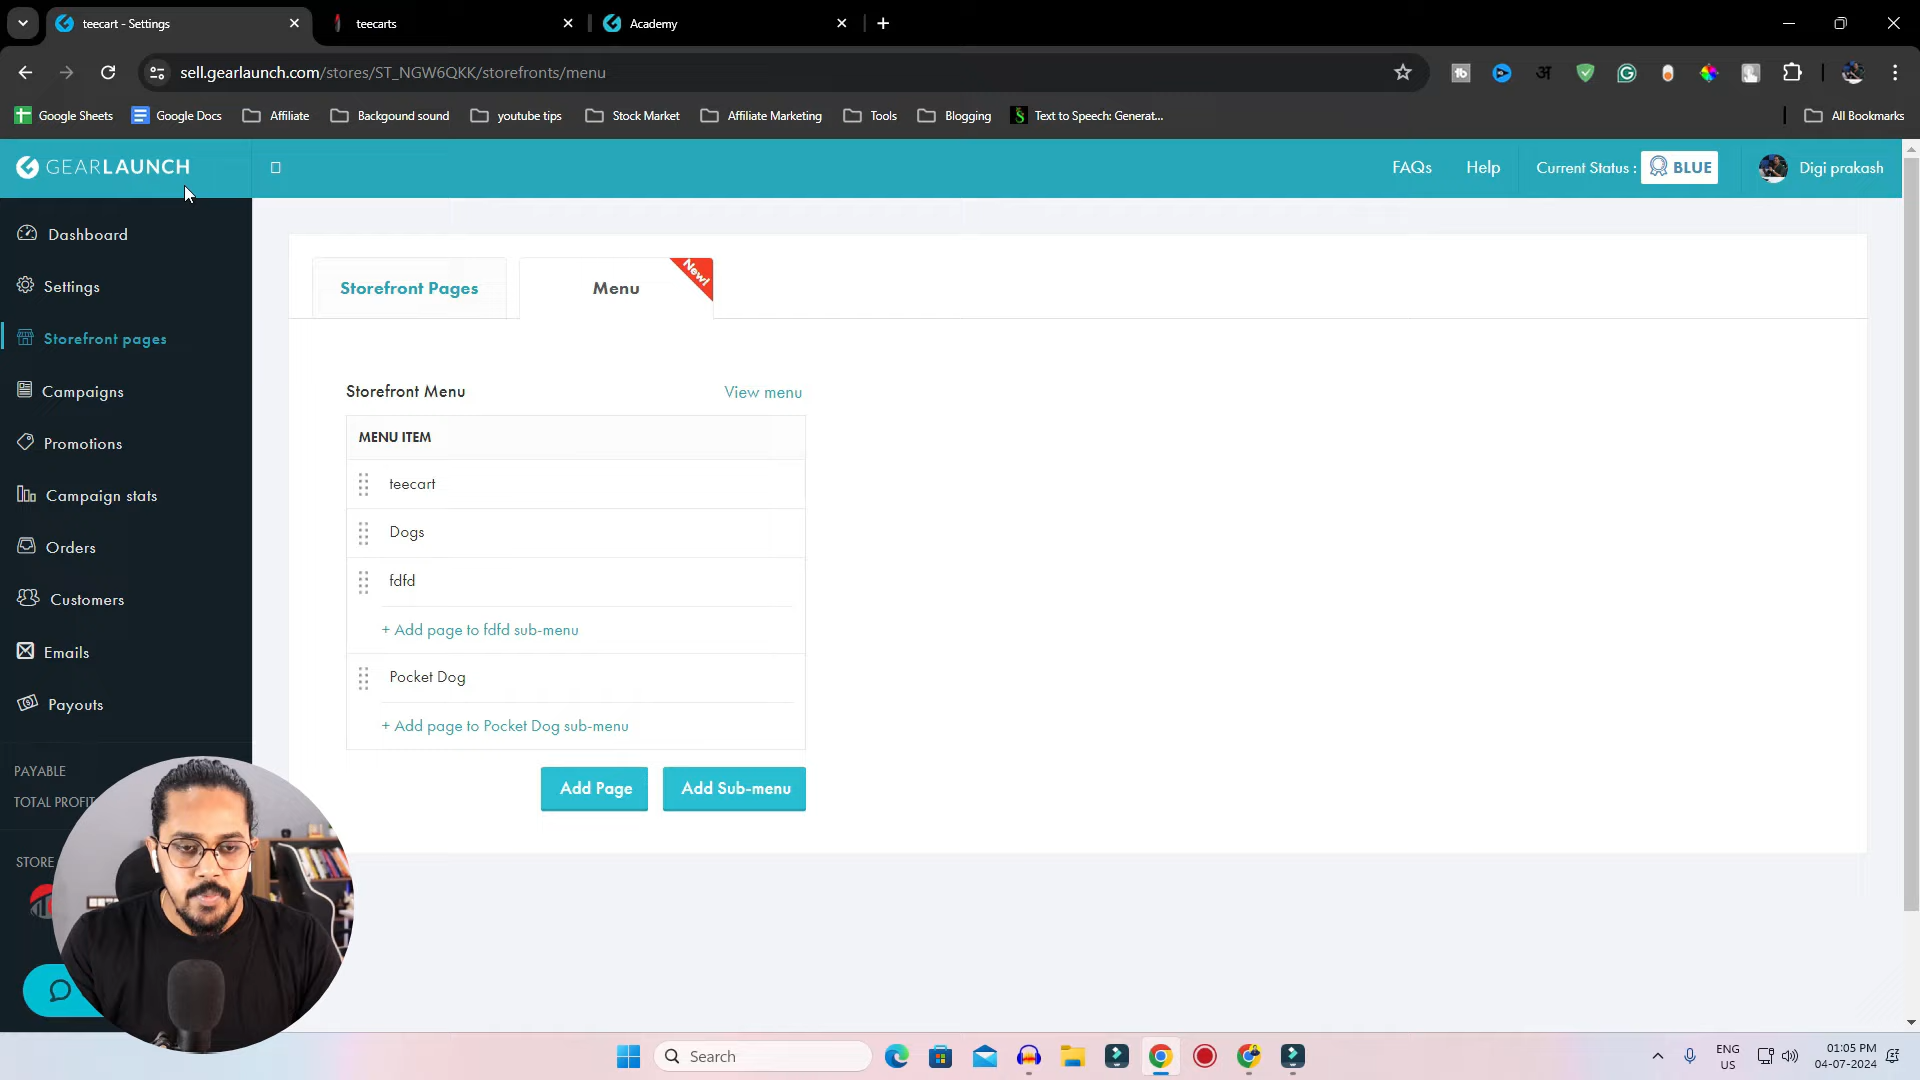 teecart - Settings
teecarts
Academy
sell.gearlaunch.com/stores/ST_NGW6QKK/storefronts/menu
Google Sheets
Google Docs
Affiliate
Backgound sound
youtube tips
Stock Market
Affiliate Marketing
Tools
Blogging
Text to Speech: Generat...
All Bookmarks
GEARLAUNCH
FAQs
Help
Current Status :
BLUE
Digi prakash
Dashboard
Settings
Storefront pages
Campaigns
Promotions
Campaign stats
Orders
Customers
Emails
Payouts
PAYABLE
TOTAL PROFIT
STORE
Storefront Pages
Menu
New!
Storefront Menu
View menu
MENU ITEM
teecart
Dogs
fdfd
+ Add page to fdfd sub-menu
Pocket Dog
+ Add page to Pocket Dog sub-menu
Add Page
Add Sub-menu
Search
ENG
US
01:05 PM
04-07-2024